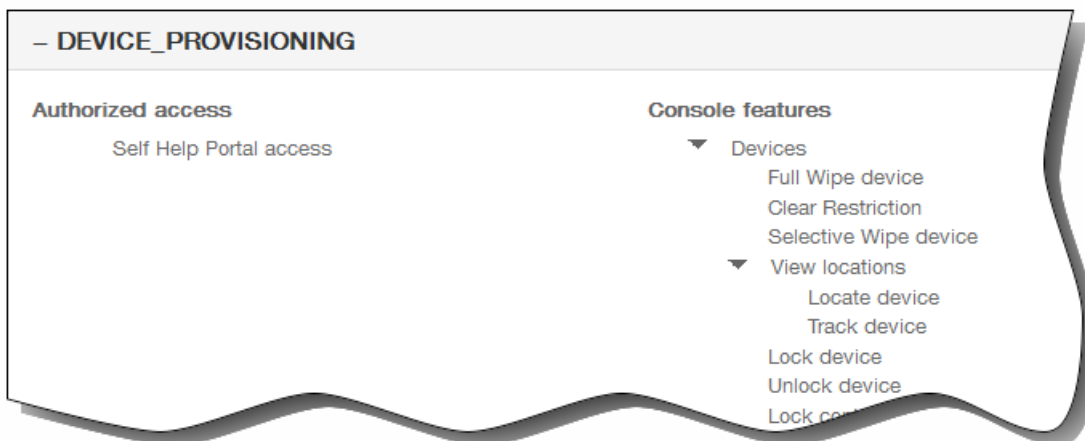 – DEVICE_PROVISIONING
Authorized access
Self Help Portal access
Console features
Devices
Full Wipe device
Clear Restriction
Selective Wipe device
View locations
Locate device
Track device
Lock device
Unlock device
Lock